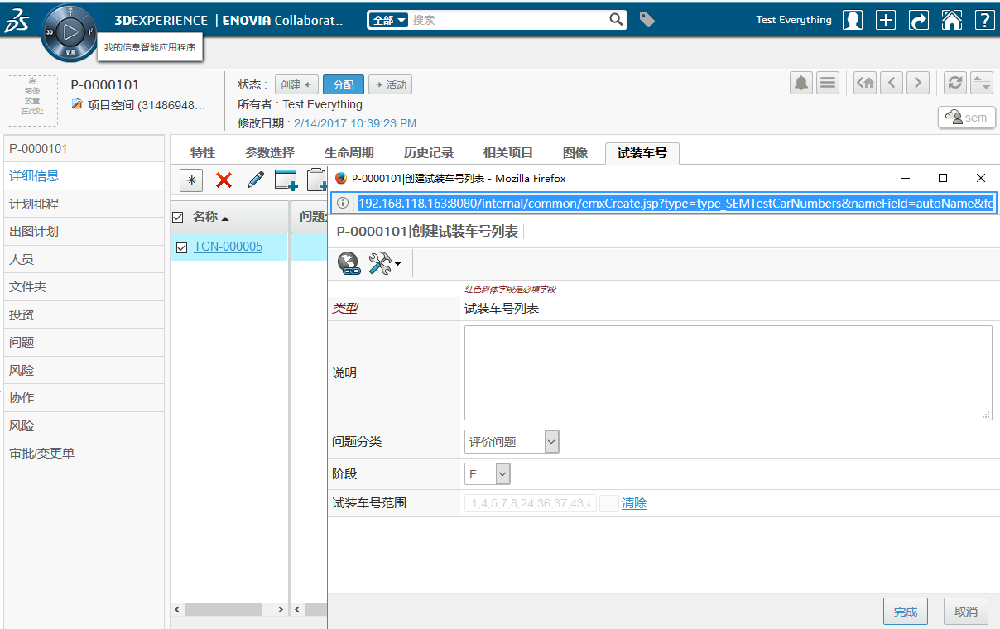 3DEXPERIENCE | ENOVIA Collaborat..
全部
搜索
Test Everything
3D
V.R
我的信息智能应用程序
将
图像
放置
在此处
P-0000101
项目空间 (31486948...
状态 :
创建
分配
活动
所有者 : Test Everything
修改日期 : 2/14/2017 10:39:23 PM
sem
P-0000101
详细信息
计划排程
出图计划
人员
文件夹
投资
问题
风险
协作
风险
审批/变更单
特性
参数选择
生命周期
历史记录
相关项目
图像
试装车号
名称
问题
TCN-000005
P-0000101|创建试装车号列表 - Mozilla Firefox
192.168.118.163:8080/internal/common/emxCreate.jsp?type=type_SEMTestCarNumbers&nameField=autoName&fo
P-0000101|创建试装车号列表
红色斜体字段是必填字段
类型
试装车号列表
说明
问题分类
评价问题
阶段
F
试装车号范围
1,4,5,7,8,24,36,37,43,4
...
清除
完成
取消